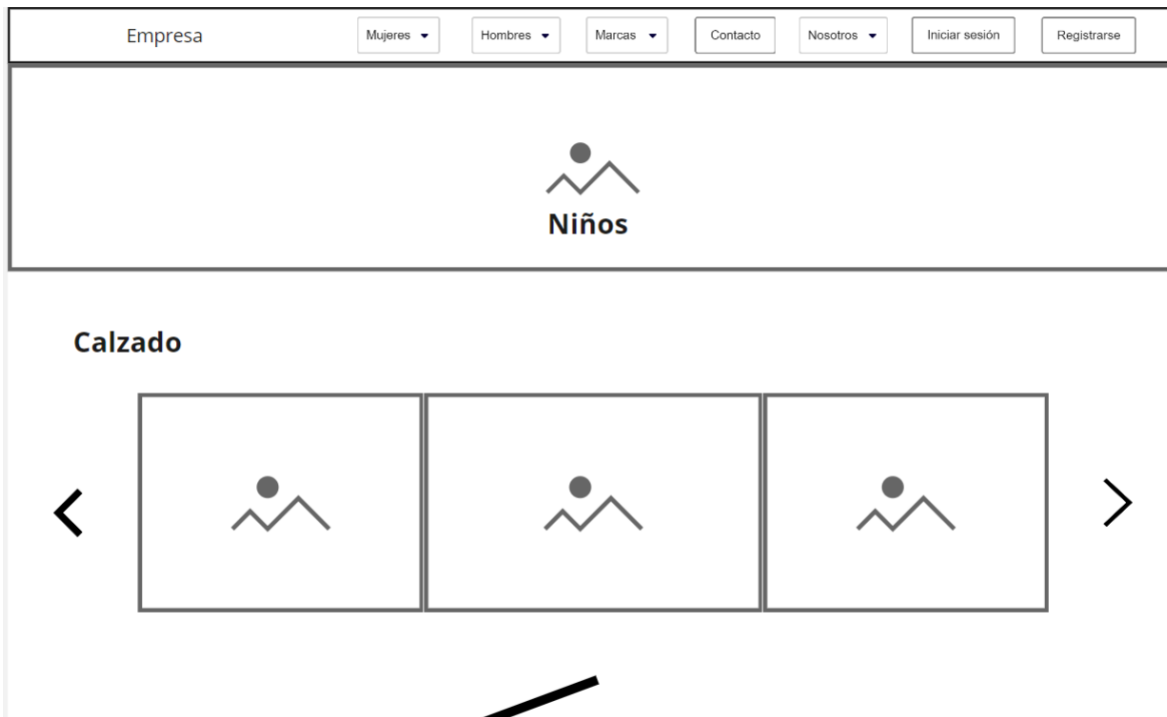 Empresa
Mujeres
Hombres
Marcas
Contacto
Nosotros
Iniciar sesión
Registrarse
Niños
Calzado